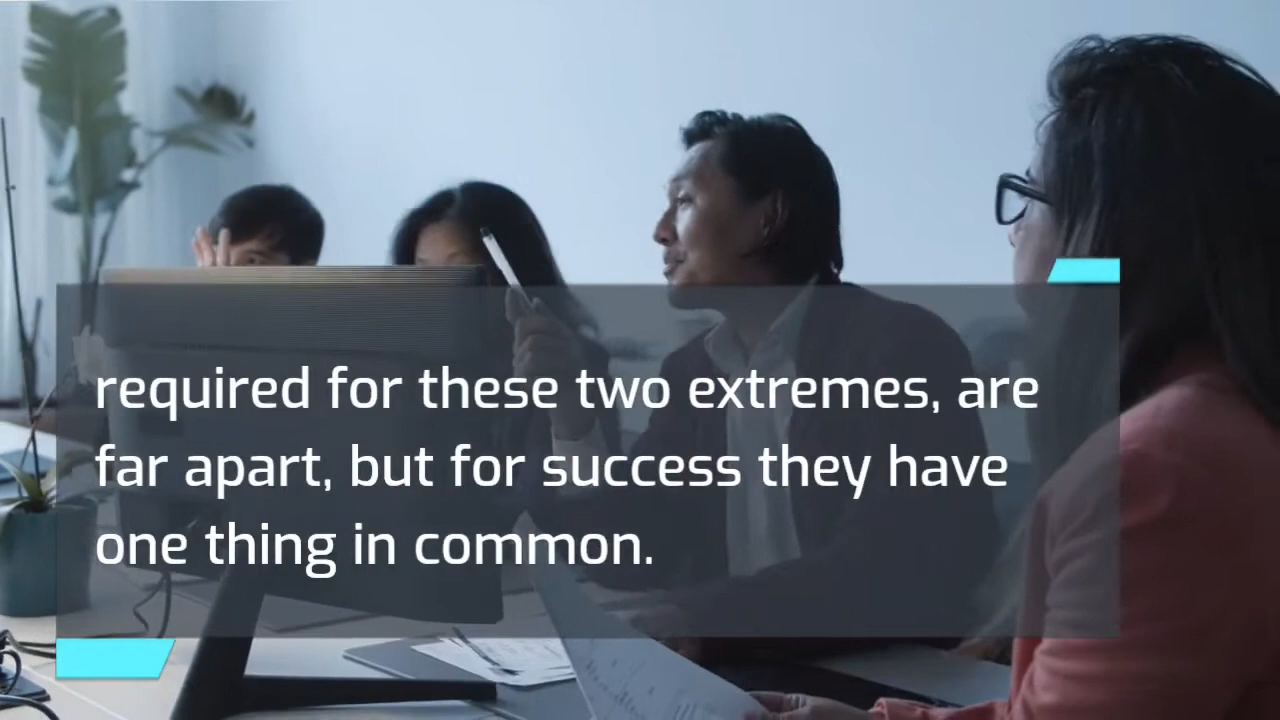 required for these two extremes, are
far apart, but for success they have
one thing in common.